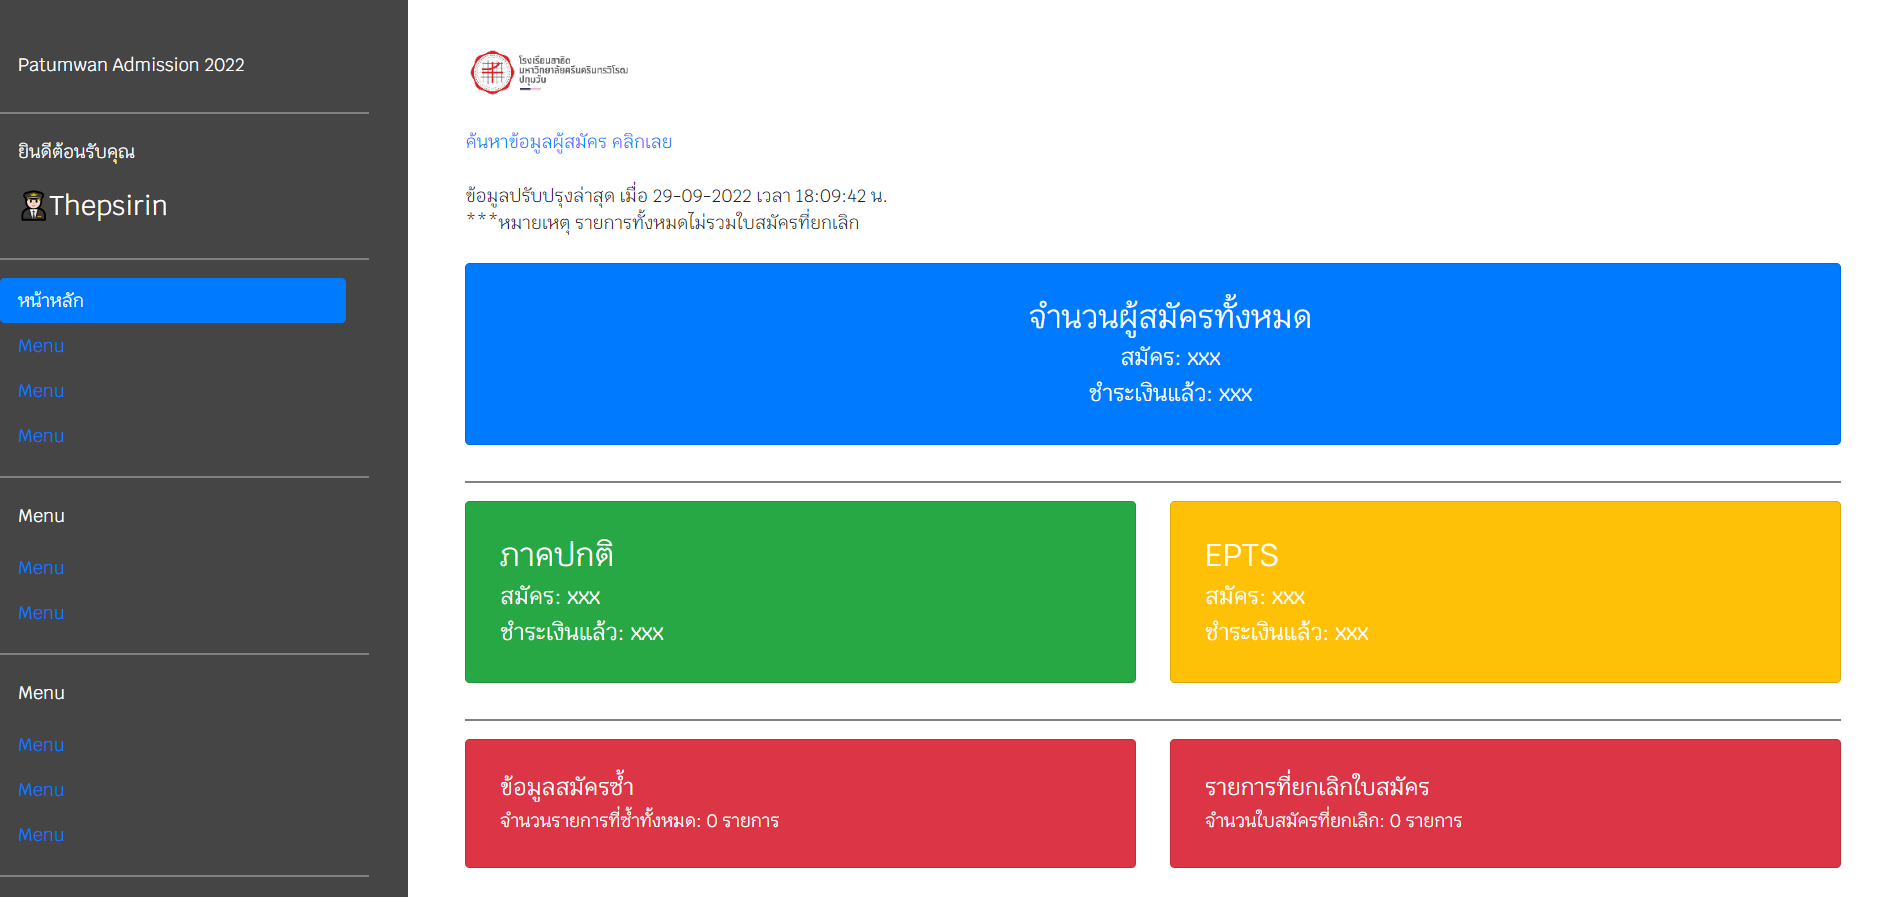 Patumwan Admission 2022
ยินดีต้อนรับคุณ
Thepsirin
หน้าหลัก
Menu
Menu
Menu
Menu
Menu
Menu
Menu
Menu
Menu
Menu
โรงเรียนสาธิต
มหาวิทยาลัยศรีนครินทรวิโรฒ
ปทุมวัน
ค้นหาข้อมูลผู้สมัคร คลิกเลย
ข้อมูลปรับปรุงล่าสุด เมื่อ 29-09-2022 เวลา 18:09:42 น.
***หมายเหตุ รายการทั้งหมดไม่รวมใบสมัครที่ยกเลิก
จำนวนผู้สมัครทั้งหมด
สมัคร: xxx
ชำระเงินแล้ว: xxx
ภาคปกติ
สมัคร: xxx
ชำระเงินแล้ว: xxx
EPTS
สมัคร: xxx
ชำระเงินแล้ว: xxx
ข้อมูลสมัครซ้ำ
จำนวนรายการที่ซ้ำทั้งหมด: 0 รายการ
รายการที่ยกเลิกใบสมัคร
จำนวนใบสมัครที่ยกเลิก: 0 รายการ